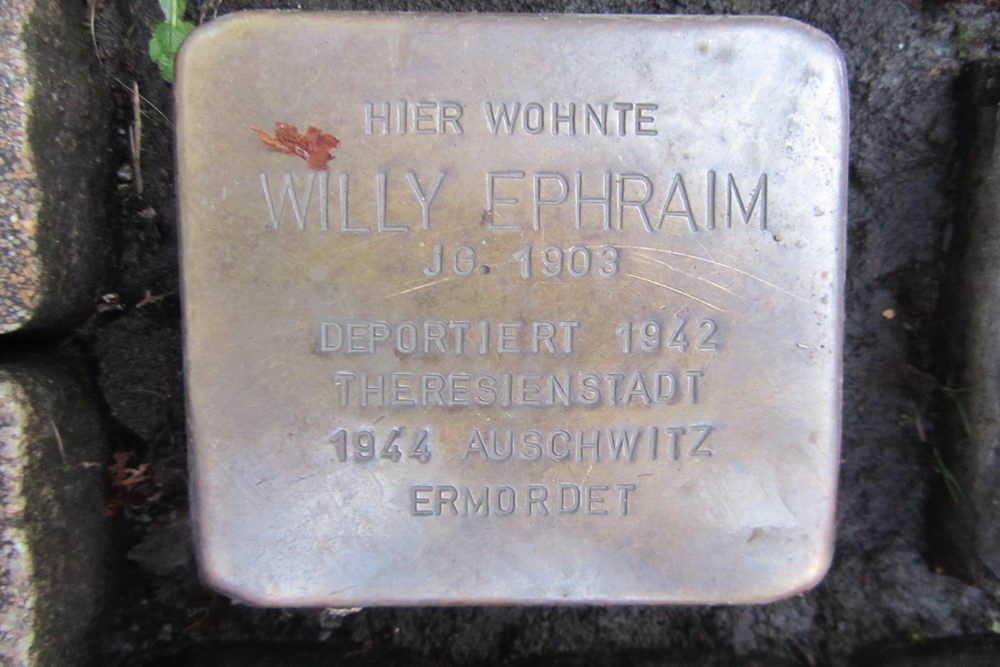 HIER WOHNTE
WILLY EPHRAIM
JG. 1903
DEPORTIERT 1942
THERESIENSTADT
1944 AUSCHWITZ
ERMORDET